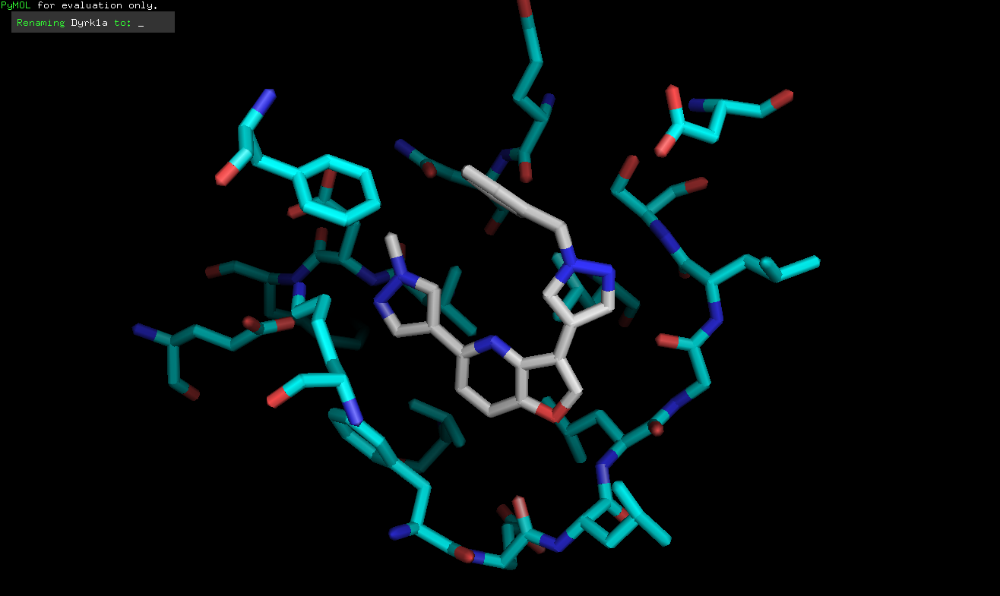 PyMOL for evaluation only.
Renaming Dyrk1a to: _